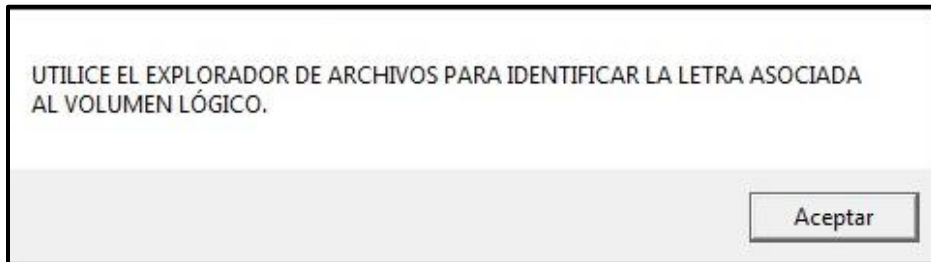 UTILICE EL EXPLORADOR DE ARCHIVOS PARA IDENTIFICAR LA LETRA ASOCIADA
AL VOLUMEN LÓGICO.
Aceptar